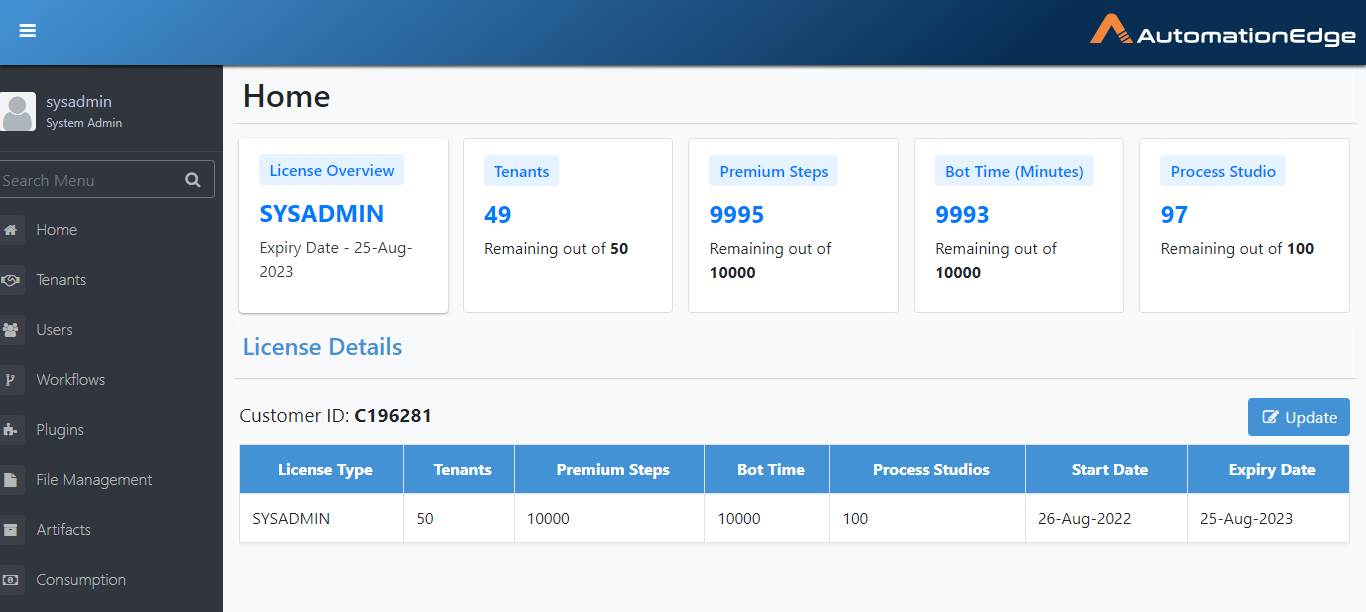 AutomationEdge
sysadmin
System Admin
Search Menu
Home
Tenants
Users
Workflows
Plugins
File Management
Artifacts
Consumption
Home
License Overview
SYSADMIN
Expiry Date - 25-Aug-
2023
Tenants
49
Remaining out of 50
Premium Steps
9995
Remaining out of
10000
Bot Time (Minutes)
9993
Remaining out of
10000
Process Studio
97
Remaining out of 100
License Details
Customer ID: C196281
Update
License Type Tenants Premium Steps Bot Time Process Studios Start Date Expiry Date
SYSADMIN 50 10000 10000 100 26-Aug-2022 25-Aug-2023